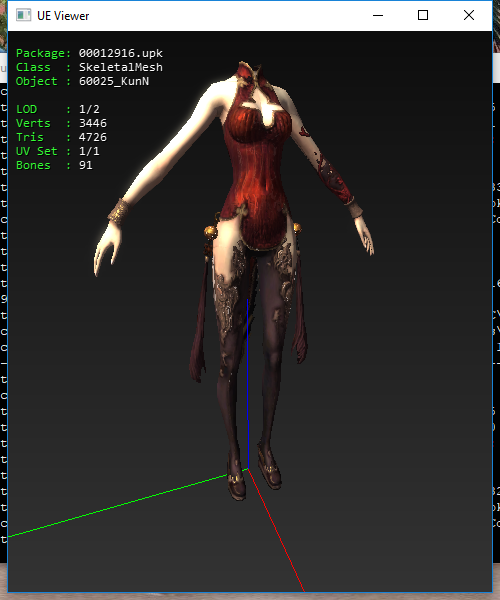 UE Viewer
Package: 00012916.upk
Class : SkeletalMesh
Object : 60025_KunN
LOD : 1/2
Verts : 3446
Tris : 4726
UV Set : 1/1
Bones : 91